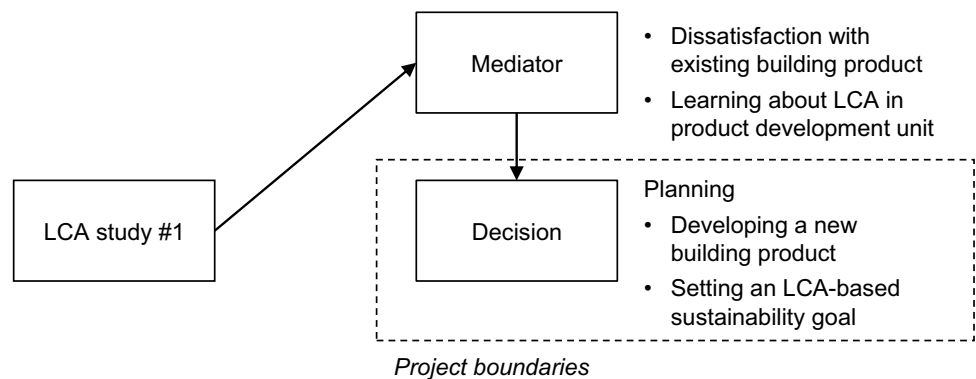 Mediator
• Dissatisfaction with
existing building product
• Learning about LCA in
product development unit
LCA study #1
Decision
Planning
• Developing a new
building product
• Setting an LCA-based
sustainability goal
Project boundaries